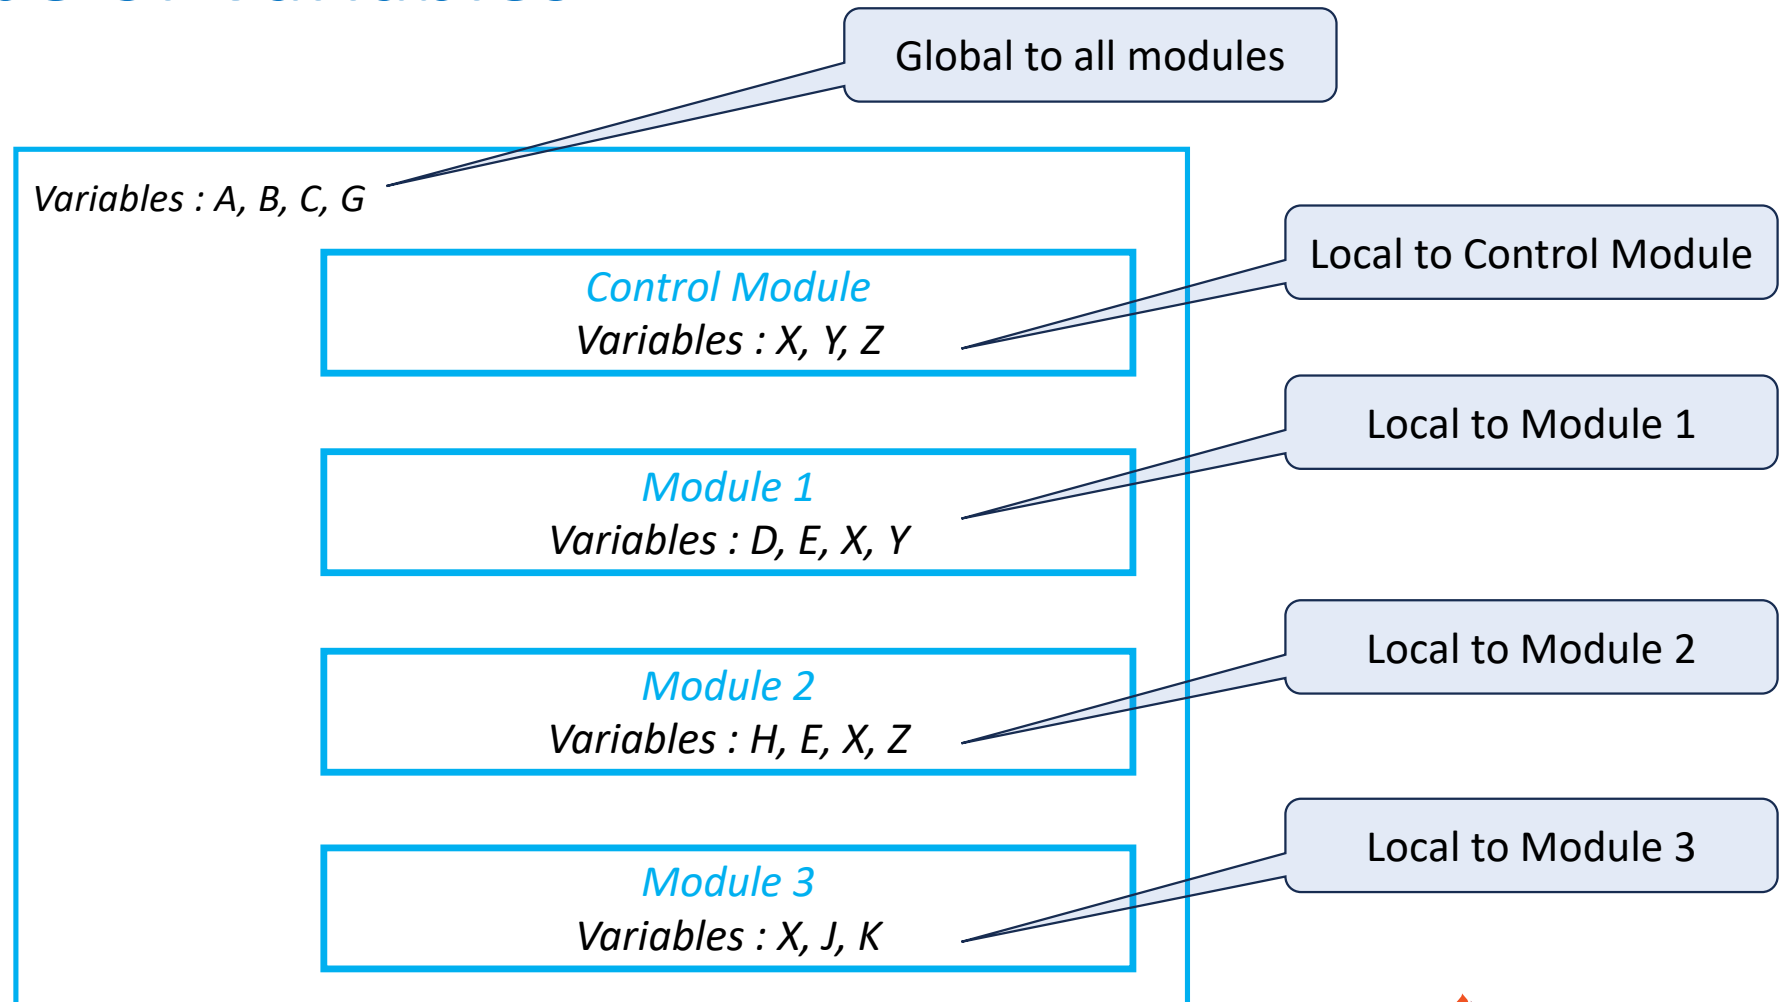 Global to all modules
Variables : A, B, C, G
Local to Control Module
Control Module
Variables : X, Y, Z
Local to Module 1
Module 1
Variables : D, E, X, Y
Local to Module 2
Module 2
Variables : H, E, X, Z
Local to Module 3
Module 3
Variables : X, J, K